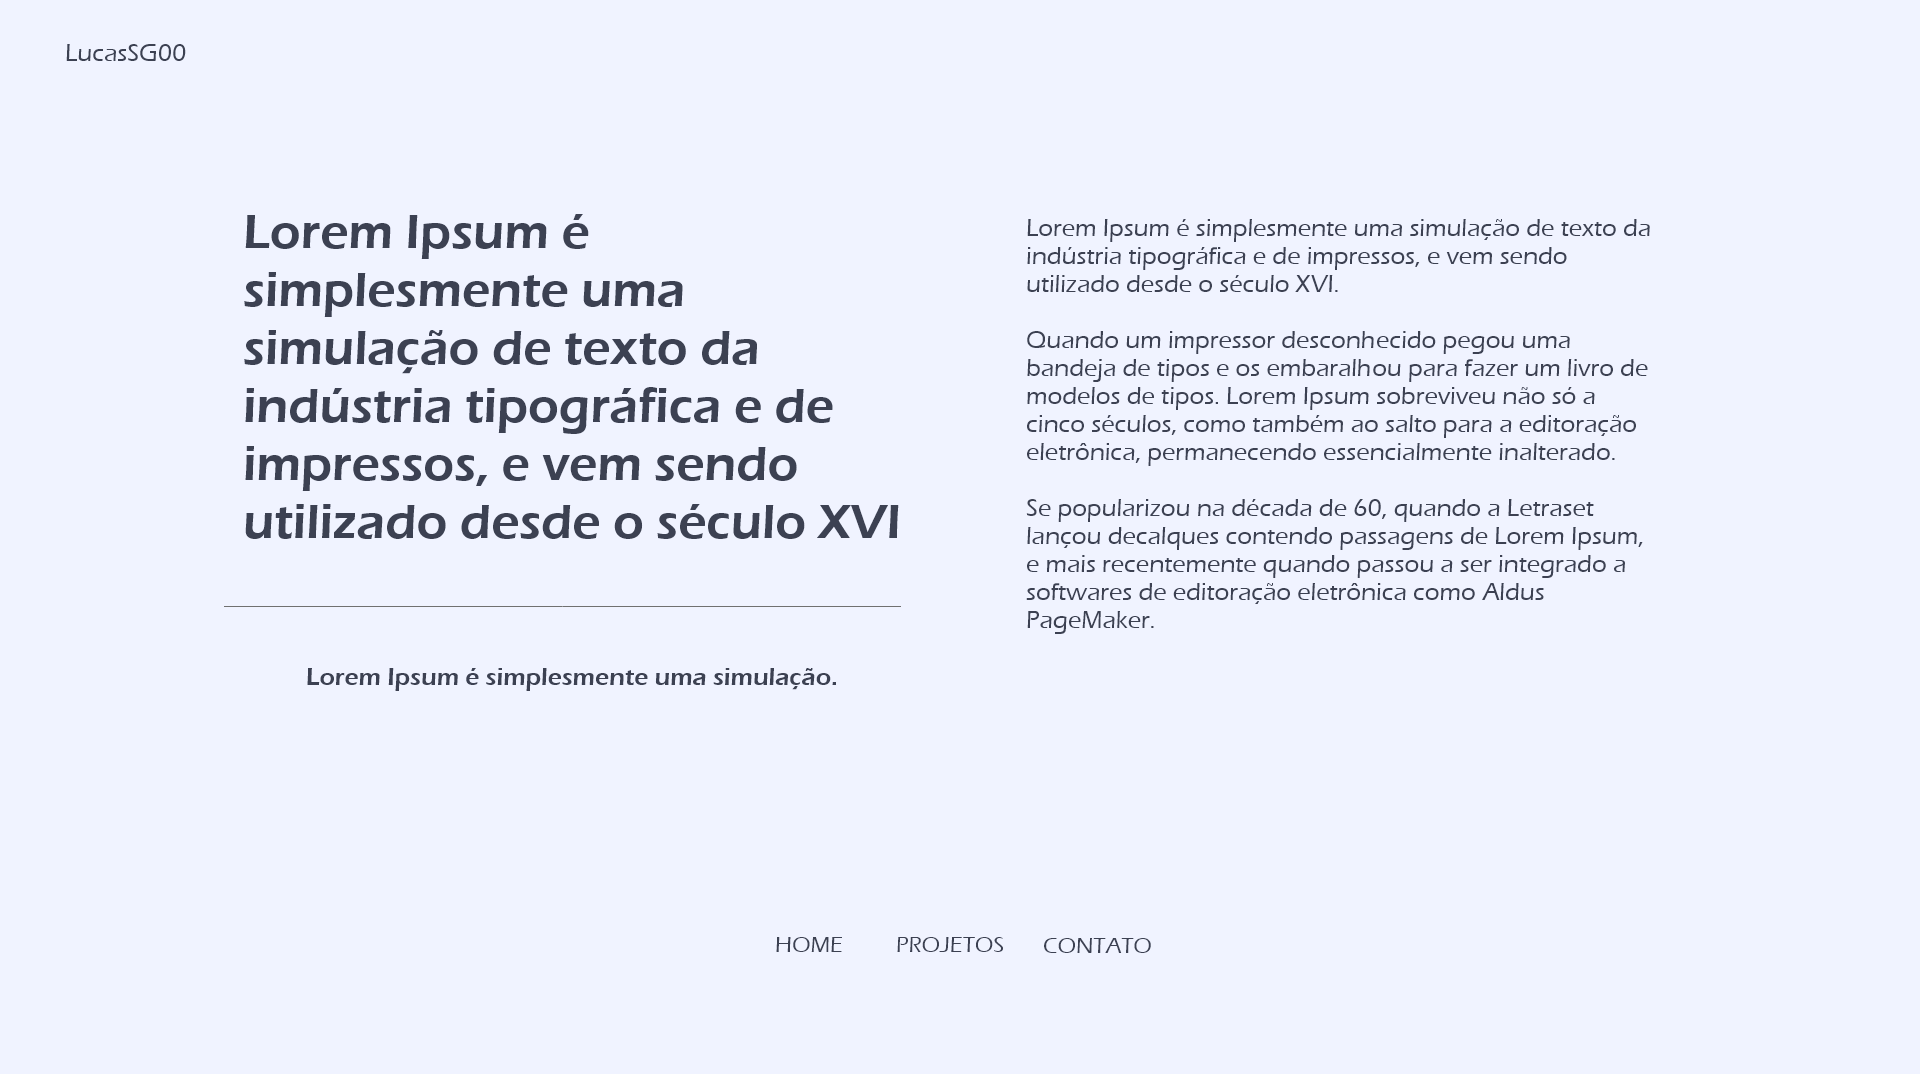 LucasSG00
Lorem Ipsum é
simplesmente uma
simulação de texto da
indústria tipográfica e de
impressos, e vem sendo
utilizado desde o século XVI
Lorem Ipsum é simplesmente uma simulação.
Lorem Ipsum é simplesmente uma simulação de texto da
indústria tipográfica e de impressos, e vem sendo
utilizado desde o século XVI.
Quando um impressor desconhecido pegou uma
bandeja de tipos e os embaralhou para fazer um livro de
modelos de tipos. Lorem Ipsum sobreviveu não só a
cinco séculos, como também ao salto para a editoração
eletrônica, permanecendo essencialmente inalterado.
Se popularizou na década de 60, quando a Letraset
lançou decalques contendo passagens de Lorem Ipsum,
e mais recentemente quando passou a ser integrado a
softwares de editoração eletrônica como Aldus
PageMaker.
HOME PROJETOS CONTATO